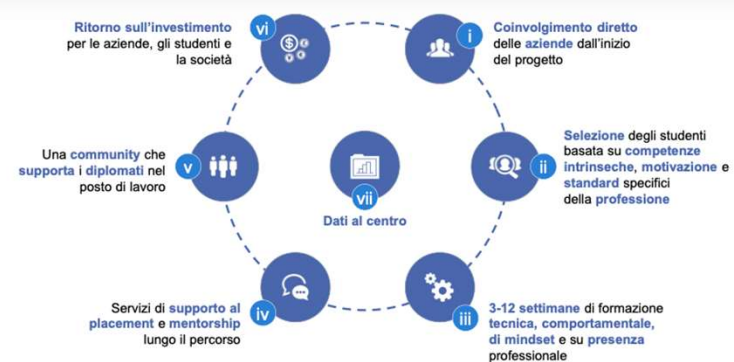 i
Coinvolgimento diretto
delle aziende dall'inizio
del progetto
ii
Selezione degli studenti
basata su competenze
intrinseche, motivazione e
standard specifici
della professione
iii
3-12 settimane di formazione
tecnica, comportamentale,
di mindset e su presenza
professionale
iv
Servizi di supporto al
placement e mentorship
lungo il percorso
v
Una community che
supporta i diplomati nel
posto di lavoro
vi
Ritorno sull'investimento
per le aziende, gli studenti e
la società
$
vii
Dati al centro